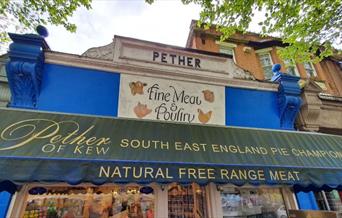 PETHER
Fine Meat
&
Poultry
Pether
OF KEW
SOUTH EAST ENGLAND PIE CHAMPION
NATURAL FREE RANGE MEAT